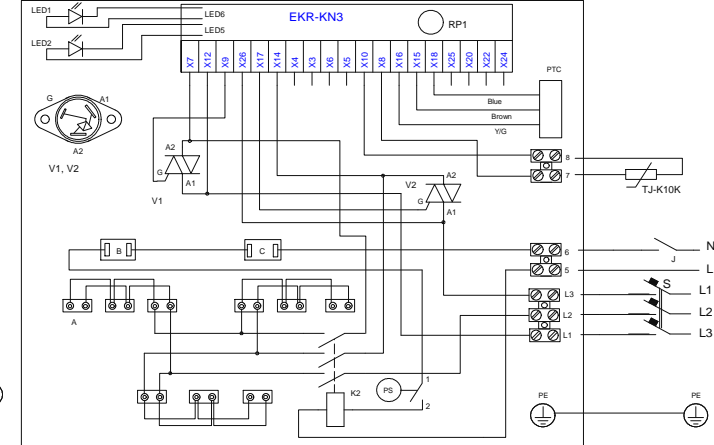 LED1
LED6
LED5
LED2
EKR-KN3
RP1
X7 X12 X9 X26 X17 X14 X4 X3 X6 X5 X10 X8 X16 X15 X18 X25 X20 X22 X24
PTC
Blue
Brown
Y/G
G
A1
A2
V1, V2
A2
G
A1
V1
V2
A2
G
A1
8
7
TJ-K10K
B
C
6
5
N
J
L
A
L3
L2
L1
S
L1
L2
L3
K2
PS
1
2
PE
PE